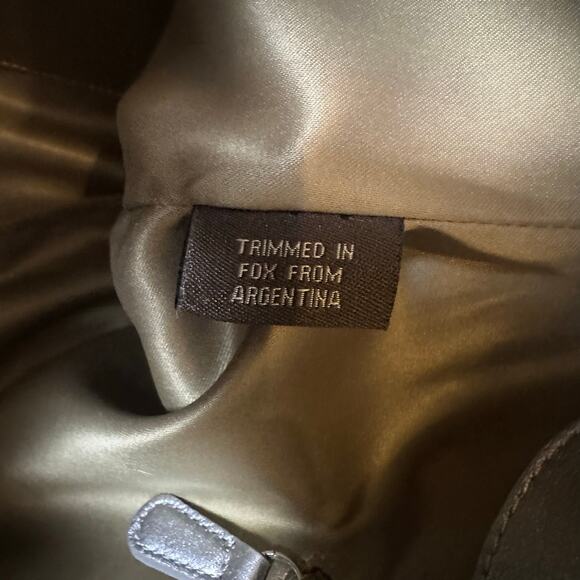 TRIMMED IN
FOX FROM
ARGENTINA